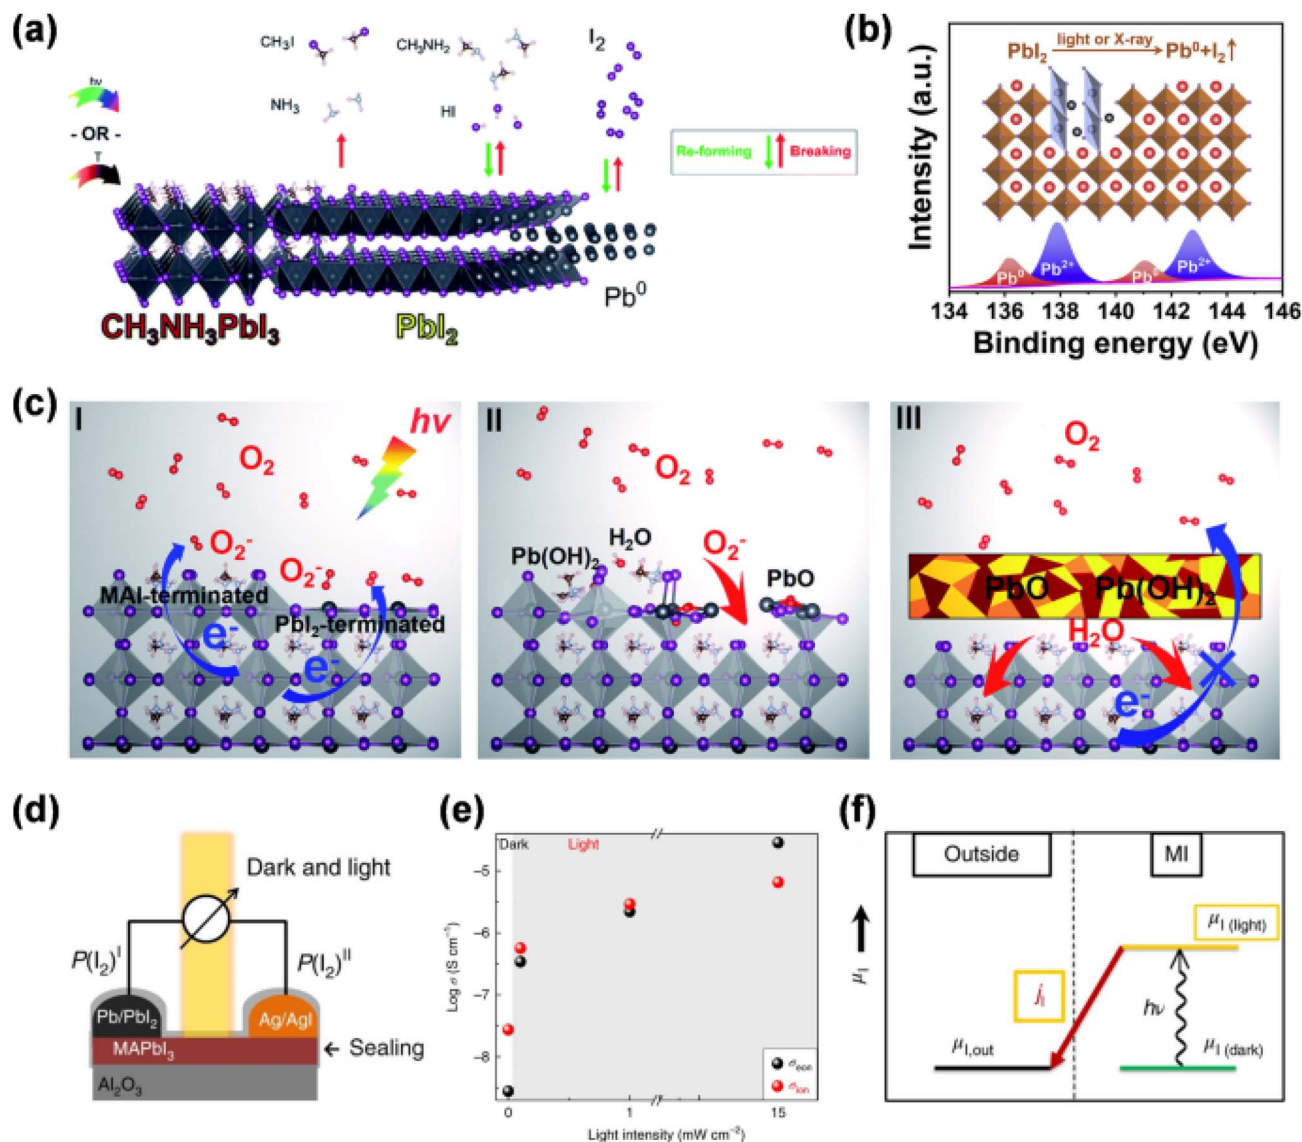 (a)
CH₃I
CH₃NH₂
I₂
hν
- OR -
T
NH₃
HI
Re-forming
Breaking
Pb⁰
CH₃NH₃PbI₃
PbI₂
(b)
PbI₂ light or X-ray Pb⁰+I₂↑
Intensity (a.u.)
Pb⁰
Pb²⁺
Pb⁰
Pb²⁺
134 136 138 140 142 144 146
Binding energy (eV)
(c)
I
hν
O₂
O₂⁻
O₂⁻
MAI-terminated
PbI₂-terminated
e⁻
e⁻
II
O₂
H₂O
Pb(OH)₂
O₂⁻
PbO
III
O₂
PbO
Pb(OH)₂
H₂O
e⁻
(d)
Dark and light
P(I₂)ᴵ
P(I₂)ᴵᴵ
Pb/PbI₂
Ag/AgI
MAPbI₃
← Sealing
Al₂O₃
(e)
Dark
Light
Log σ (S cm⁻¹)
−5
−6
−7
−8
σeon
σion
0 1 15
Light intensity (mW cm⁻²)
(f)
Outside
MI
μI
μI (light)
jI
hν
μI,out
μI (dark)